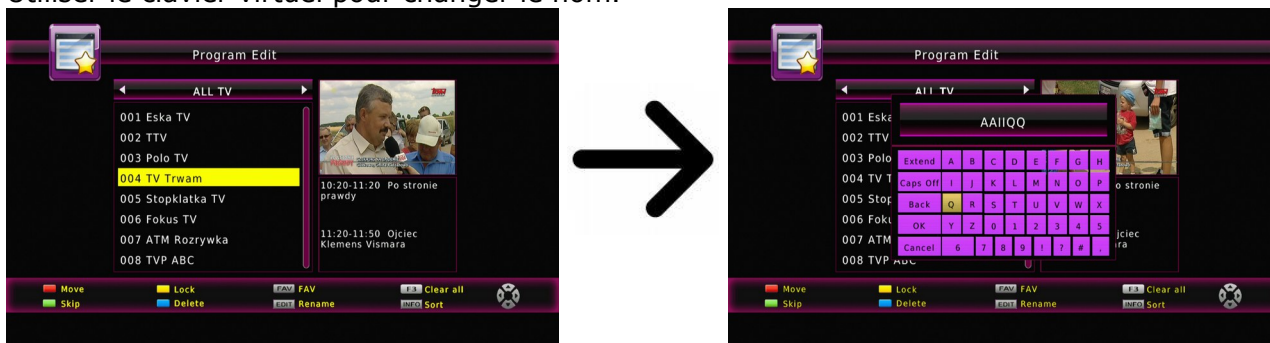 Utiliser le clavier virtuel pour changer le nom.
Program Edit
ALL TV
001 Eska TV
002 TTV
003 Polo TV
004 TV Trwam
005 Stopklatka TV
006 Fokus TV
007 ATM Rozrywka
008 TVP ABC
10:20-11:20 Po stronie
prawdy
11:20-11:50 Ojciec
Klemens Vismara
Move Lock FAV FAV F3 Clear all
Skip Delete EDIT Rename INFO Sort
Program Edit
ALL TV
AAIIQQ
001 Eska
002 TTV
003 Polo
004 TV T
005 Stop
006 Foku
007 ATM
008 TVP ABC
Extend A B C D E F G H
Caps Off I J K L M N O P
Back Q R S T U V W X
OK Y Z 0 1 2 3 4 5
Cancel 6 7 8 9 ! ? # .
o stronie
jciec
ra
Move Lock FAV FAV F3 Clear all
Skip Delete EDIT Rename INFO Sort